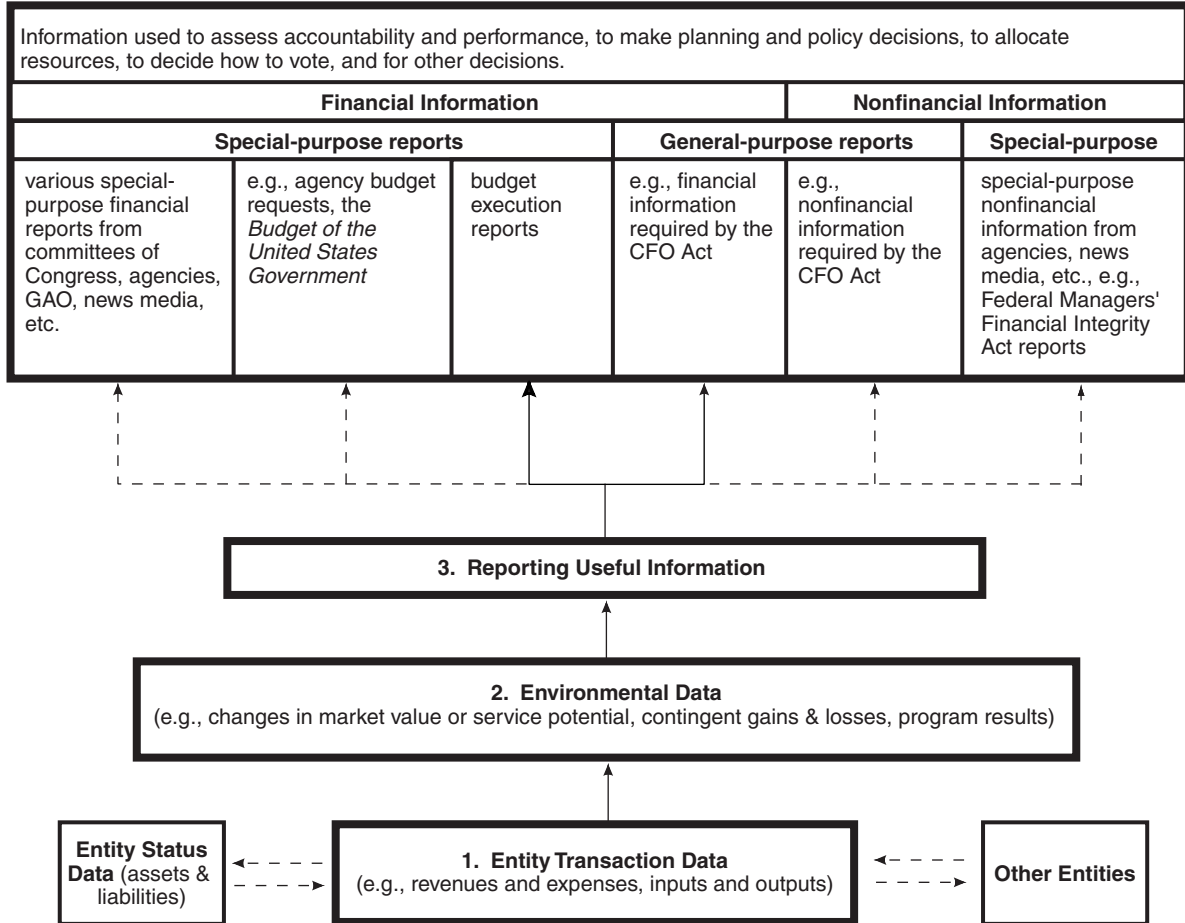 Information used to assess accountability and performance, to make planning and policy decisions, to allocate
resources, to decide how to vote, and for other decisions.
Financial Information
Nonfinancial Information
Special-purpose reports
General-purpose reports
Special-purpose
various special-
purpose financial
reports from
committees of
Congress, agencies,
GAO, news media,
etc.
e.g., agency budget
requests, the
Budget of the
United States
Government
budget
execution
reports
e.g., financial
information
required by the
CFO Act
e.g.,
nonfinancial
information
required by the
CFO Act
special-purpose
nonfinancial
information from
agencies, news
media, etc., e.g.,
Federal Managers'
Financial Integrity
Act reports
3. Reporting Useful Information
2. Environmental Data
(e.g., changes in market value or service potential, contingent gains & losses, program results)
Entity Status
Data (assets &
liabilities)
1. Entity Transaction Data
(e.g., revenues and expenses, inputs and outputs)
Other Entities